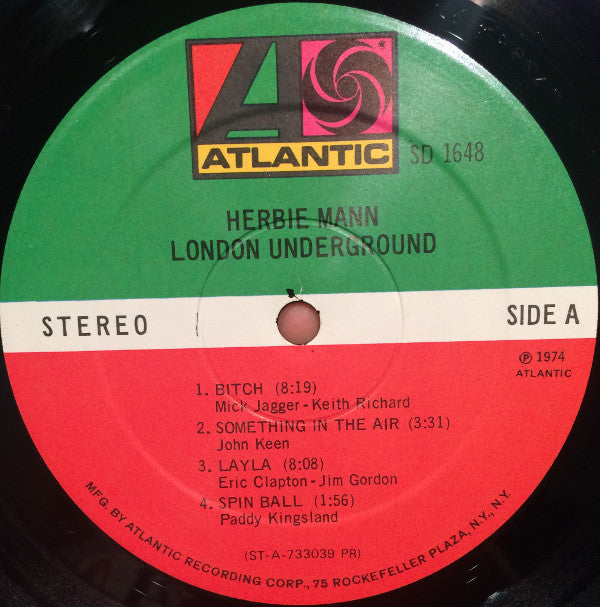 ATLANTIC
SD 1648
HERBIE MANN
LONDON UNDERGROUND
STEREO
SIDE A
℗ 1974
ATLANTIC
1. BITCH (8:19)
Mick Jagger-Keith Richard
2. SOMETHING IN THE AIR (3:31)
John Keen
3. LAYLA (8:08)
Eric Clapton-Jim Gordon
4. SPIN BALL (1:56)
Paddy Kingsland
(ST-A-733039 PR)
MFG. BY ATLANTIC RECORDING CORP., 75 ROCKEFELLER PLAZA, N.Y., N.Y.